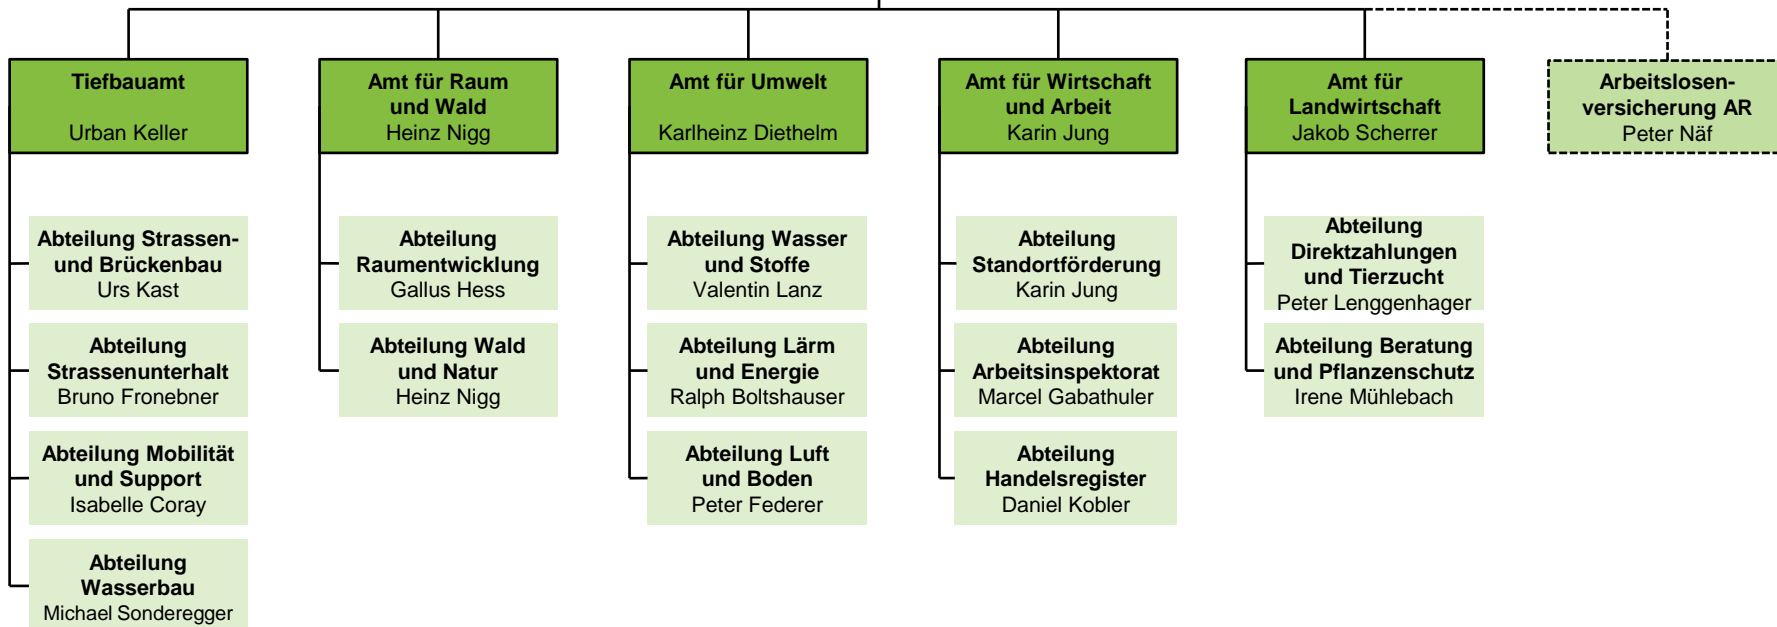 Tiefbauamt
Urban Keller
Amt für Raum
und Wald
Heinz Nigg
Amt für Umwelt
Karlheinz Diethelm
Amt für Wirtschaft
und Arbeit
Karin Jung
Amt für
Landwirtschaft
Jakob Scherrer
Arbeitslosen-
versicherung AR
Peter Näf
Abteilung Strassen-
und Brückenbau
Urs Kast
Abteilung
Strassenunterhalt
Bruno Fronebner
Abteilung Mobilität
und Support
Isabelle Coray
Abteilung
Wasserbau
Michael Sonderegger
Abteilung
Raumentwicklung
Gallus Hess
Abteilung Wald
und Natur
Heinz Nigg
Abteilung Wasser
und Stoffe
Valentin Lanz
Abteilung Lärm
und Energie
Ralph Boltshauser
Abteilung Luft
und Boden
Peter Federer
Abteilung
Standortförderung
Karin Jung
Abteilung
Arbeitsinspektorat
Marcel Gabathuler
Abteilung
Handelsregister
Daniel Kobler
Abteilung
Direktzahlungen
und Tierzucht
Peter Lenggenhager
Abteilung Beratung
und Pflanzenschutz
Irene Mühlebach